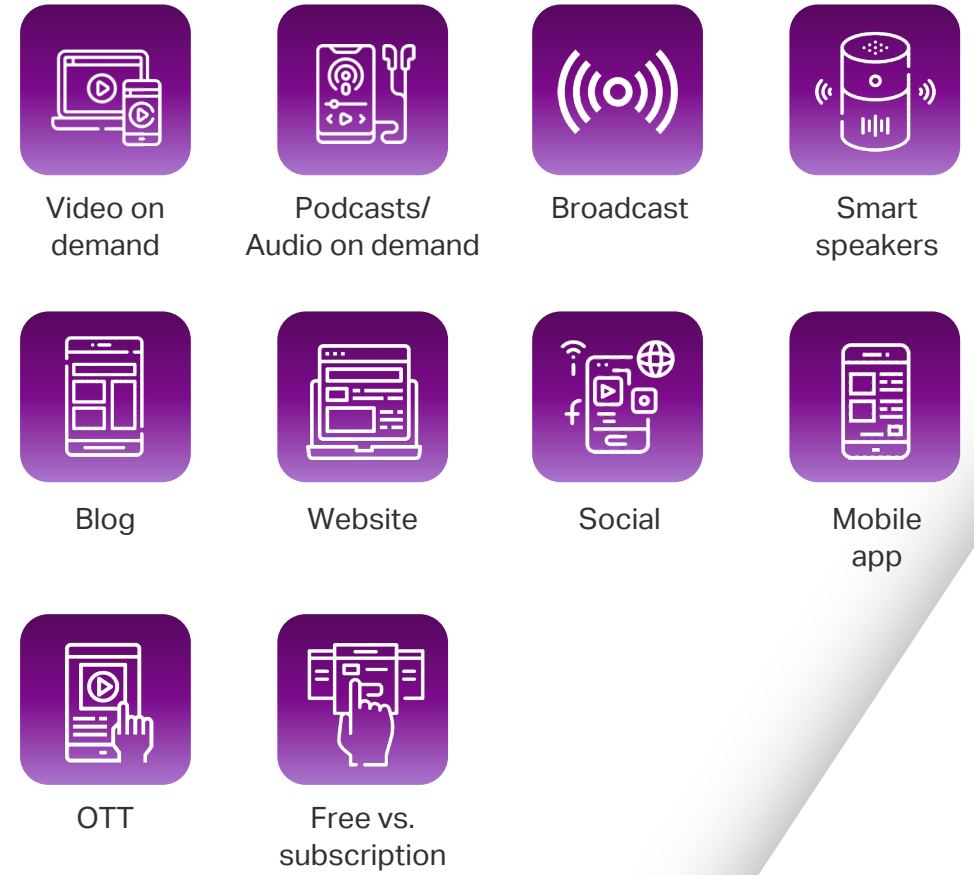 Video on
demand
Podcasts/
Audio on demand
Broadcast
Smart
speakers
Blog
Website
Social
Mobile
app
OTT
Free vs.
subscription